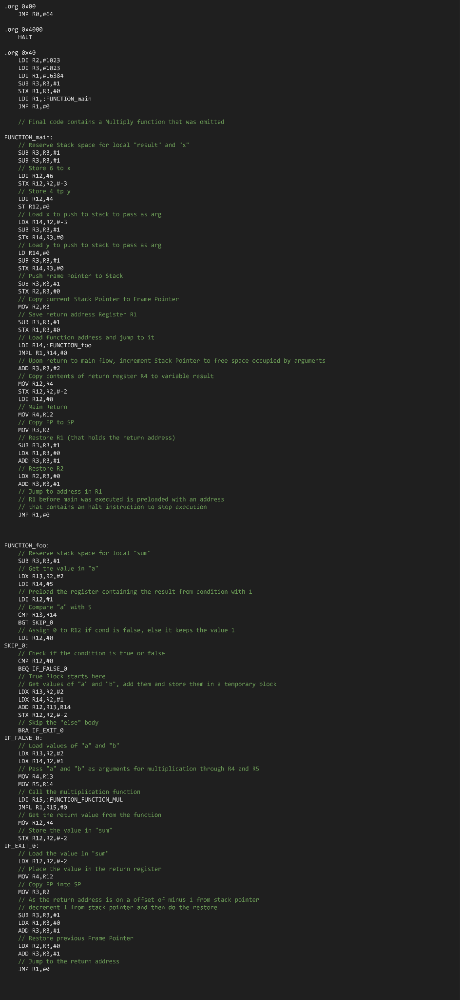 .org 0x00
    JMP R0,#64

.org 0x4000
    HALT

.org 0x40
    LDI R2,#1023
    LDI R3,#1023
    LDI R1,#16384
    SUB R3,R3,#1
    STX R1,R3,#0
    LDI R1,:FUNCTION_main
    JMP R1,#0

    // Final code contains a Multiply function that was omitted

FUNCTION_main:
    // Reserve Stack space for local "result" and "x"
    SUB R3,R3,#1
    SUB R3,R3,#1
    // Store 6 to x
    LDI R12,#6
    STX R12,R2,#-3
    // Store 4 tp y
    LDI R12,#4
    ST R12,#0
    // Load x to push to stack to pass as arg
    LDX R14,R2,#-3
    SUB R3,R3,#1
    STX R14,R3,#0
    // Load y to push to stack to pass as arg
    LD R14,#0
    SUB R3,R3,#1
    STX R14,R3,#0
    // Push Frame Pointer to Stack
    SUB R3,R3,#1
    STX R2,R3,#0
    // Copy current Stack Pointer to Frame Pointer
    MOV R2,R3
    // Save return address Register R1
    SUB R3,R3,#1
    STX R1,R3,#0
    // Load function address and jump to it
    LDI R14,:FUNCTION_foo
    JMPL R1,R14,#0
    // Upon return to main flow, increment Stack Pointer to free space occupied by arguments
    ADD R3,R3,#2
    // Copy contents of return regster R4 to variable result
    MOV R12,R4
    STX R12,R2,#-2
    LDI R12,#0
    // Main Return
    MOV R4,R12
    // Copy FP to SP
    MOV R3,R2
    // Restore R1 (that holds the return address)
    SUB R3,R3,#1
    LDX R1,R3,#0
    ADD R3,R3,#1
    // Restore R2
    LDX R2,R3,#0
    ADD R3,R3,#1
    // Jump to address in R1
    // R1 before main was executed is preloaded with an address
    // that contains an halt instruction to stop execution
    JMP R1,#0

FUNCTION_foo:
    // Reserve stack space for local "sum"
    SUB R3,R3,#1
    // Get the value in "a"
    LDX R13,R2,#2
    LDI R14,#5
    // Preload the register containing the result from condition with 1
    LDI R12,#1
    // Compare "a" with 5
    CMP R13,R14
    BGT SKIP_0
    // Assign 0 to R12 if cond is false, else it keeps the value 1
    LDI R12,#0
SKIP_0:
    // Check if the condition is true or false
    CMP R12,#0
    BEQ IF_FALSE_0
    // True Block starts here
    // Get values of "a" and "b", add them and store them in a temporary block
    LDX R13,R2,#2
    LDX R14,R2,#1
    ADD R12,R13,R14
    STX R12,R2,#-2
    // Skip the "else" body
    BRA IF_EXIT_0
IF_FALSE_0:
    // Load values of "a" and "b"
    LDX R13,R2,#2
    LDX R14,R2,#1
    // Pass "a" and "b" as arguments for multiplication through R4 and R5
    MOV R4,R13
    MOV R5,R14
    // Call the multiplication function
    LDI R15,:FUNCTION_FUNCTION_MUL
    JMPL R1,R15,#0
    // Get the return value from the function
    MOV R12,R4
    // Store the value in "sum"
    STX R12,R2,#-2
IF_EXIT_0:
    // Load the value in "sum"
    LDX R12,R2,#-2
    // Place the value in the return register
    MOV R4,R12
    // Copy FP into SP
    MOV R3,R2
    // As the return address is on a offset of minus 1 from stack pointer
    // decrement 1 from stack pointer and then do the restore
    SUB R3,R3,#1
    LDX R1,R3,#0
    ADD R3,R3,#1
    // Restore previous Frame Pointer
    LDX R2,R3,#0
    ADD R3,R3,#1
    // Jump to the return address
    JMP R1,#0